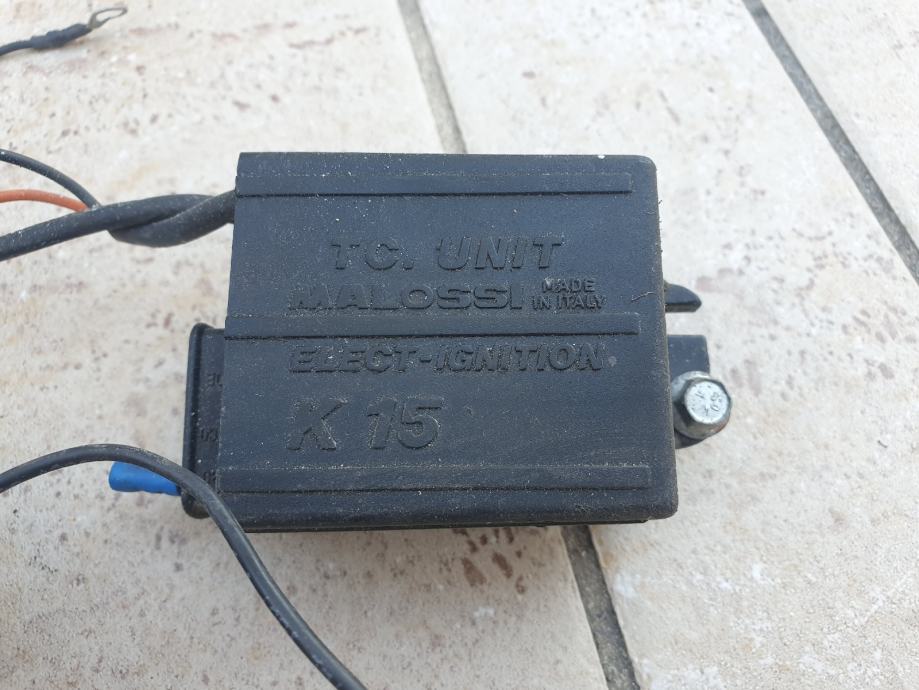 TC. UNIT
MALOSSI MADE IN ITALY
ELECT-IGNITION
K 15